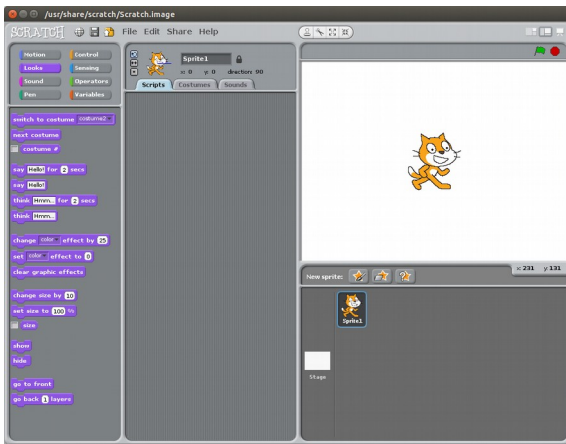 /usr/share/scratch/Scratch.image
SCRATCH File Edit Share Help
Motion Control
Looks Sensing
Sound Operators
Pen Variables
switch to costume costume2
next costume
costume #
say Hello! for 2 secs
say Hello!
think Hmm... for 2 secs
think Hmm...
change color effect by 25
set color effect to 0
clear graphic effects
change size by 10
set size to 100 %
size
show
hide
go to front
go back 1 layers
Sprite1
x: 0 y: 0 direction: 90
Scripts Costumes Sounds
New sprite:
x: 231 y: 131
Sprite1
Stage